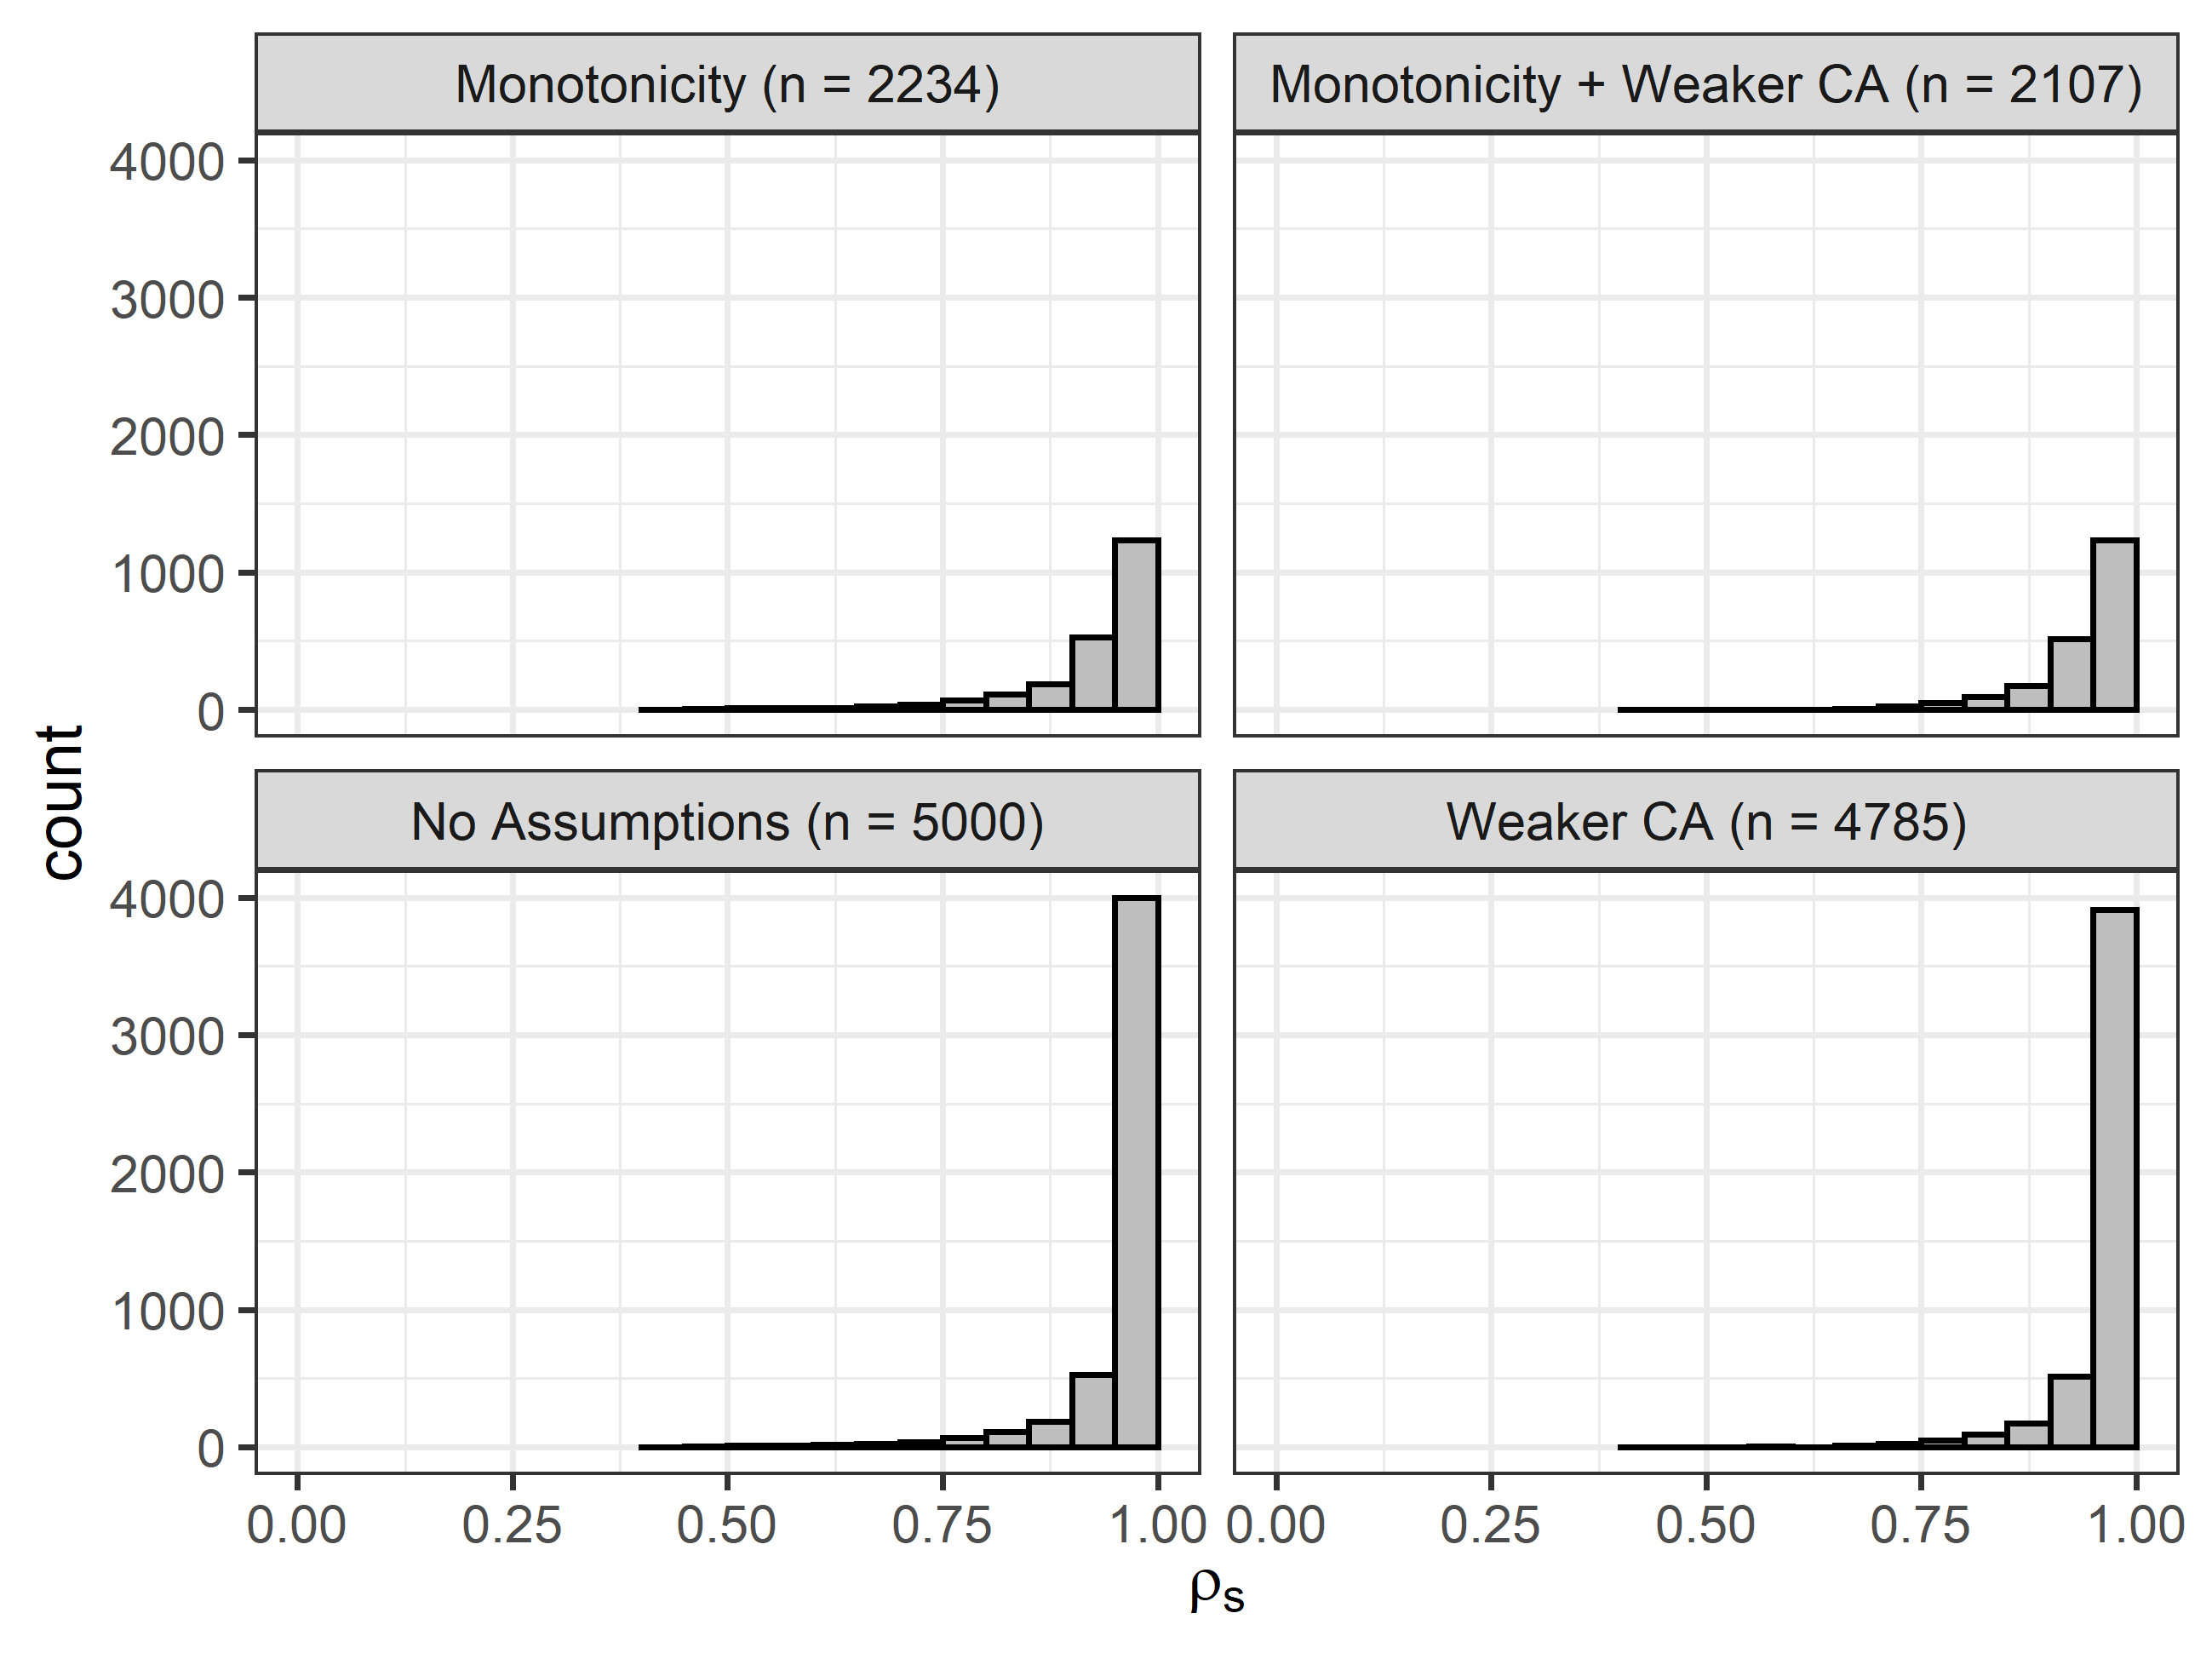 Monotonicity (n = 2234)
Monotonicity + Weaker CA (n = 2107)
4000
3000
2000
1000
0
count
No Assumptions (n = 5000)
Weaker CA (n = 4785)
4000
3000
2000
1000
0
0.00 0.25 0.50 0.75 1.00
0.00 0.25 0.50 0.75 1.00
ρs